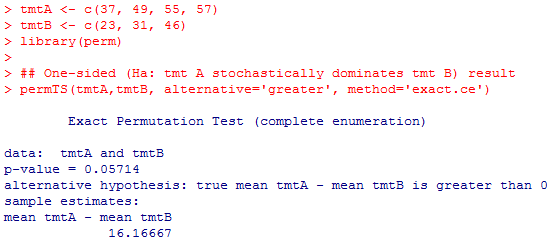 > tmtA <- c(37, 49, 55, 57)
> tmtB <- c(23, 31, 46)
> library(perm)
>
> ## One-sided (Ha: tmt A stochastically dominates tmt B) result
> permTS(tmtA,tmtB, alternative='greater', method='exact.ce')
Exact Permutation Test (complete enumeration)
data:  tmtA and tmtB
p-value = 0.05714
alternative hypothesis: true mean tmtA - mean tmtB is greater than 0
sample estimates:
mean tmtA - mean tmtB
16.16667